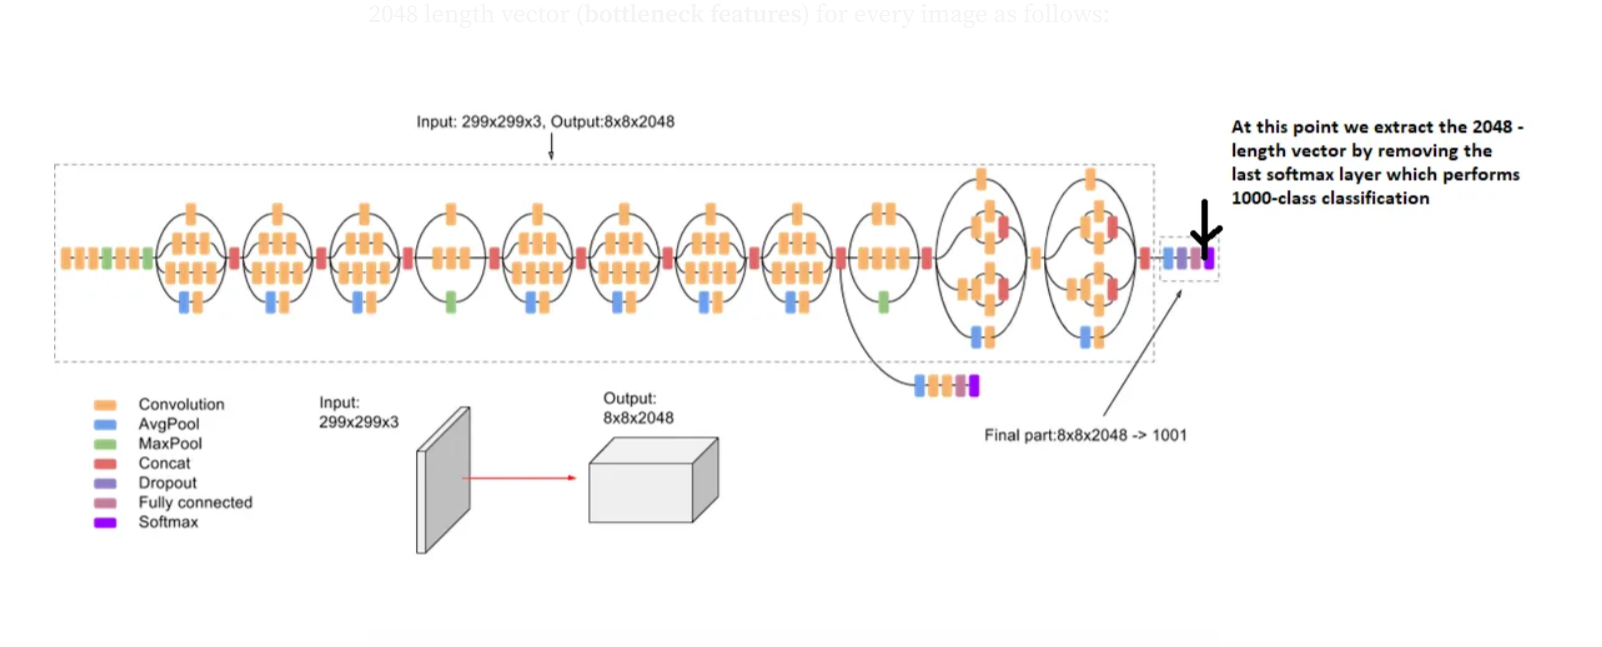 2048 length vector (bottleneck features) for every image as follows:
Input: 299x299x3, Output:8x8x2048
At this point we extract the 2048 -
length vector by removing the
last softmax layer which performs
1000-class classification
Convolution
AvgPool
MaxPool
Concat
Dropout
Fully connected
Softmax
Input:
299x299x3
Output:
8x8x2048
Final part:8x8x2048 -> 1001